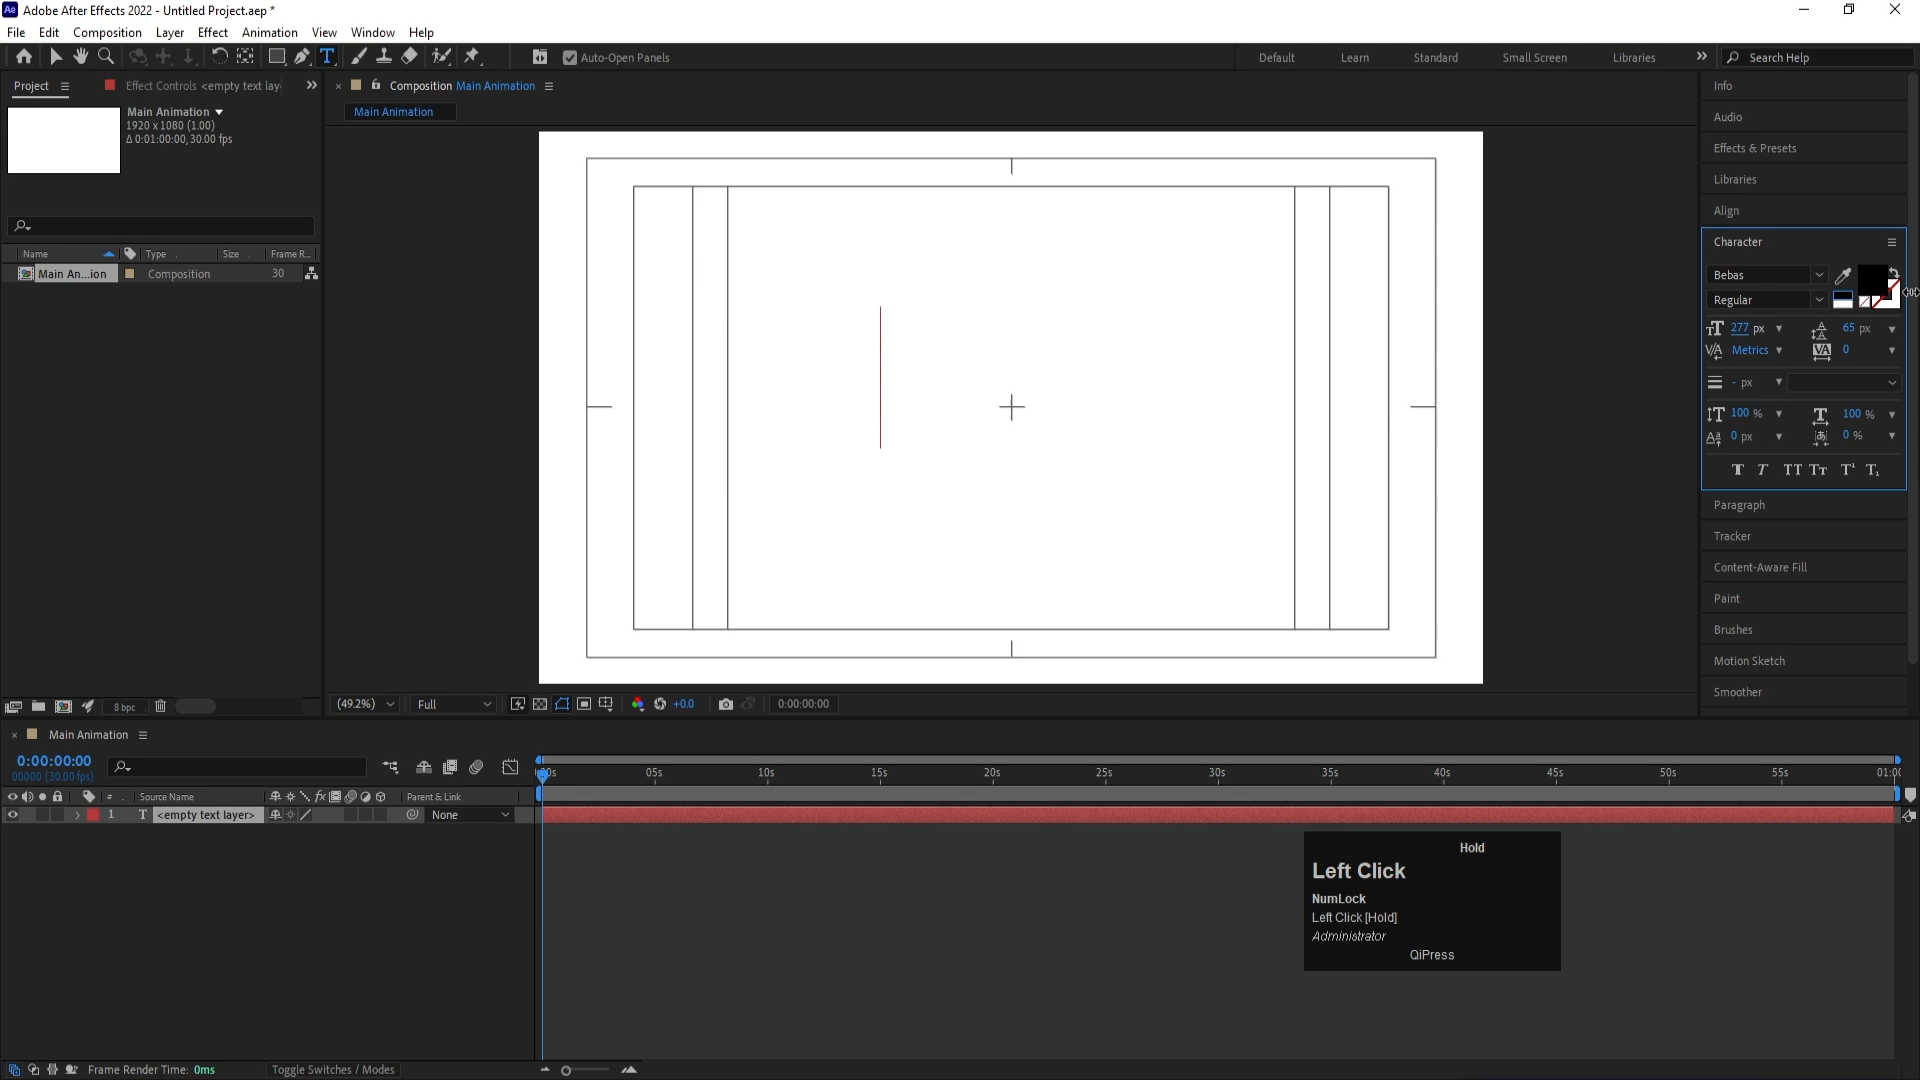 Adobe After Effects 2022 - Untitled Project.aep *
File Edit Composition Layer Effect Animation View Window Help
Auto-Open Panels
Default Learn Standard Small Screen Libraries
Search Help
Project
Effect Controls <empty text lay
Main Animation
1920 x 1080 (1.00)
Δ 0:01:00:00, 30.00 fps
Name Type Size Frame R...
Main An...ion Composition 30
8 bpc
Composition Main Animation
Main Animation
(49.2%) Full +0.0 0:00:00:00
Info
Audio
Effects & Presets
Libraries
Align
Character
Bebas
Regular
277 px 65 px
Metrics 0
- px
100 % 100 %
0 px 0 %
Paragraph
Tracker
Content-Aware Fill
Paint
Brushes
Motion Sketch
Smoother
Main Animation
0:00:00:00
00000 (30.00 fps)
# Source Name Parent & Link
1 <empty text layer> None
05s 10s 15s 20s 25s 30s 35s 40s 45s 50s 55s
Hold
Left Click
NumLock
Left Click [Hold]
Administrator
QiPress
Frame Render Time: 0ms
Toggle Switches / Modes